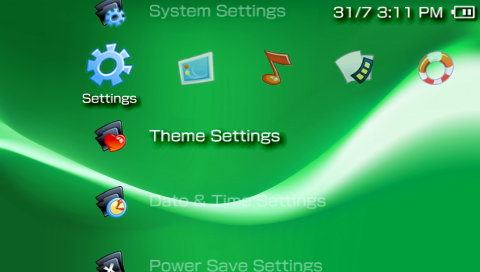 System Settings
31/7 3:11 PM
Settings
Theme Settings
Date & Time Settings
Power Save Settings